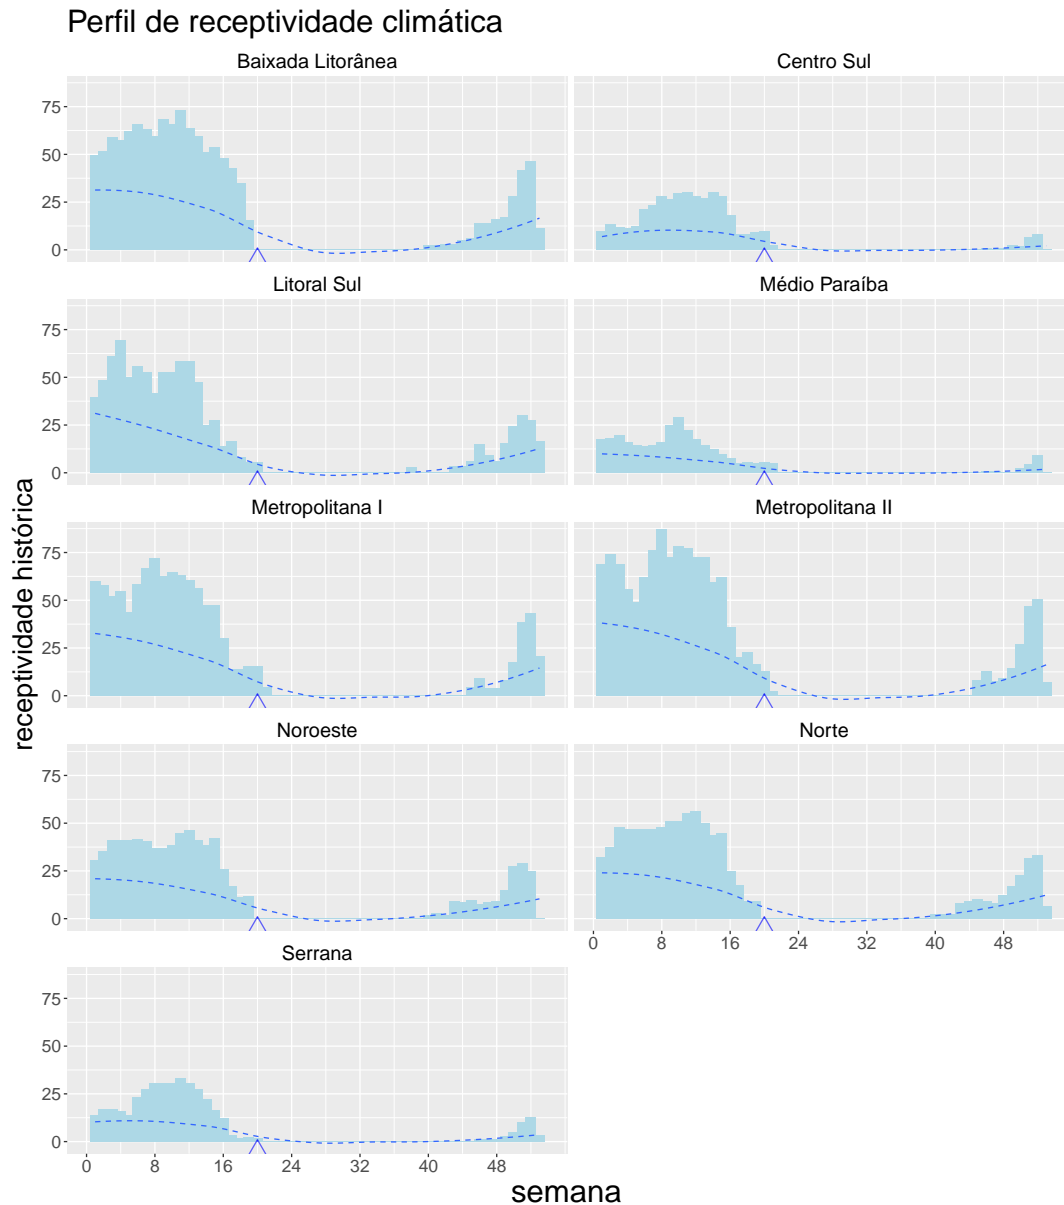 Perfil de receptividade climática
Baixada Litorânea
Centro Sul
75
50
25
0
Litoral Sul
Médio Paraíba
75
50
25
0
Metropolitana I
Metropolitana II
75
50
25
0
receptividade histórica
Noroeste
Norte
75
50
25
0
0 8 16 24 32 40 48
Serrana
75
50
25
0
0 8 16 24 32 40 48
semana